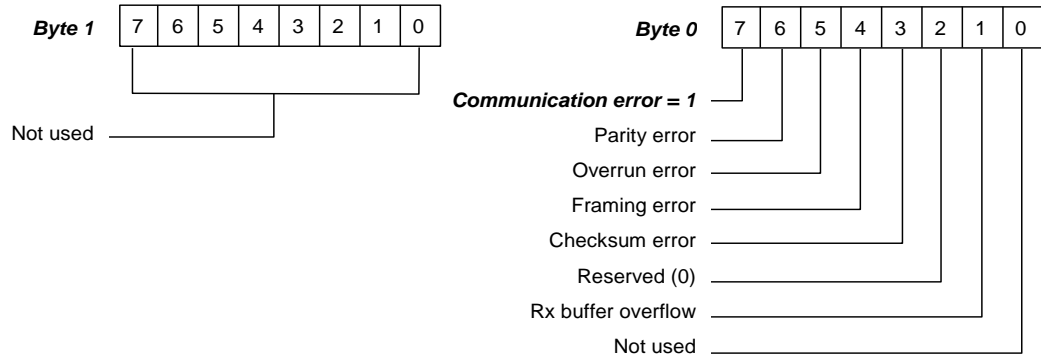 Byte 1 7 6 5 4 3 2 1 0
Not used
Byte 0 7 6 5 4 3 2 1 0
Communication error = 1
Parity error
Overrun error
Framing error
Checksum error
Reserved (0)
Rx buffer overflow
Not used